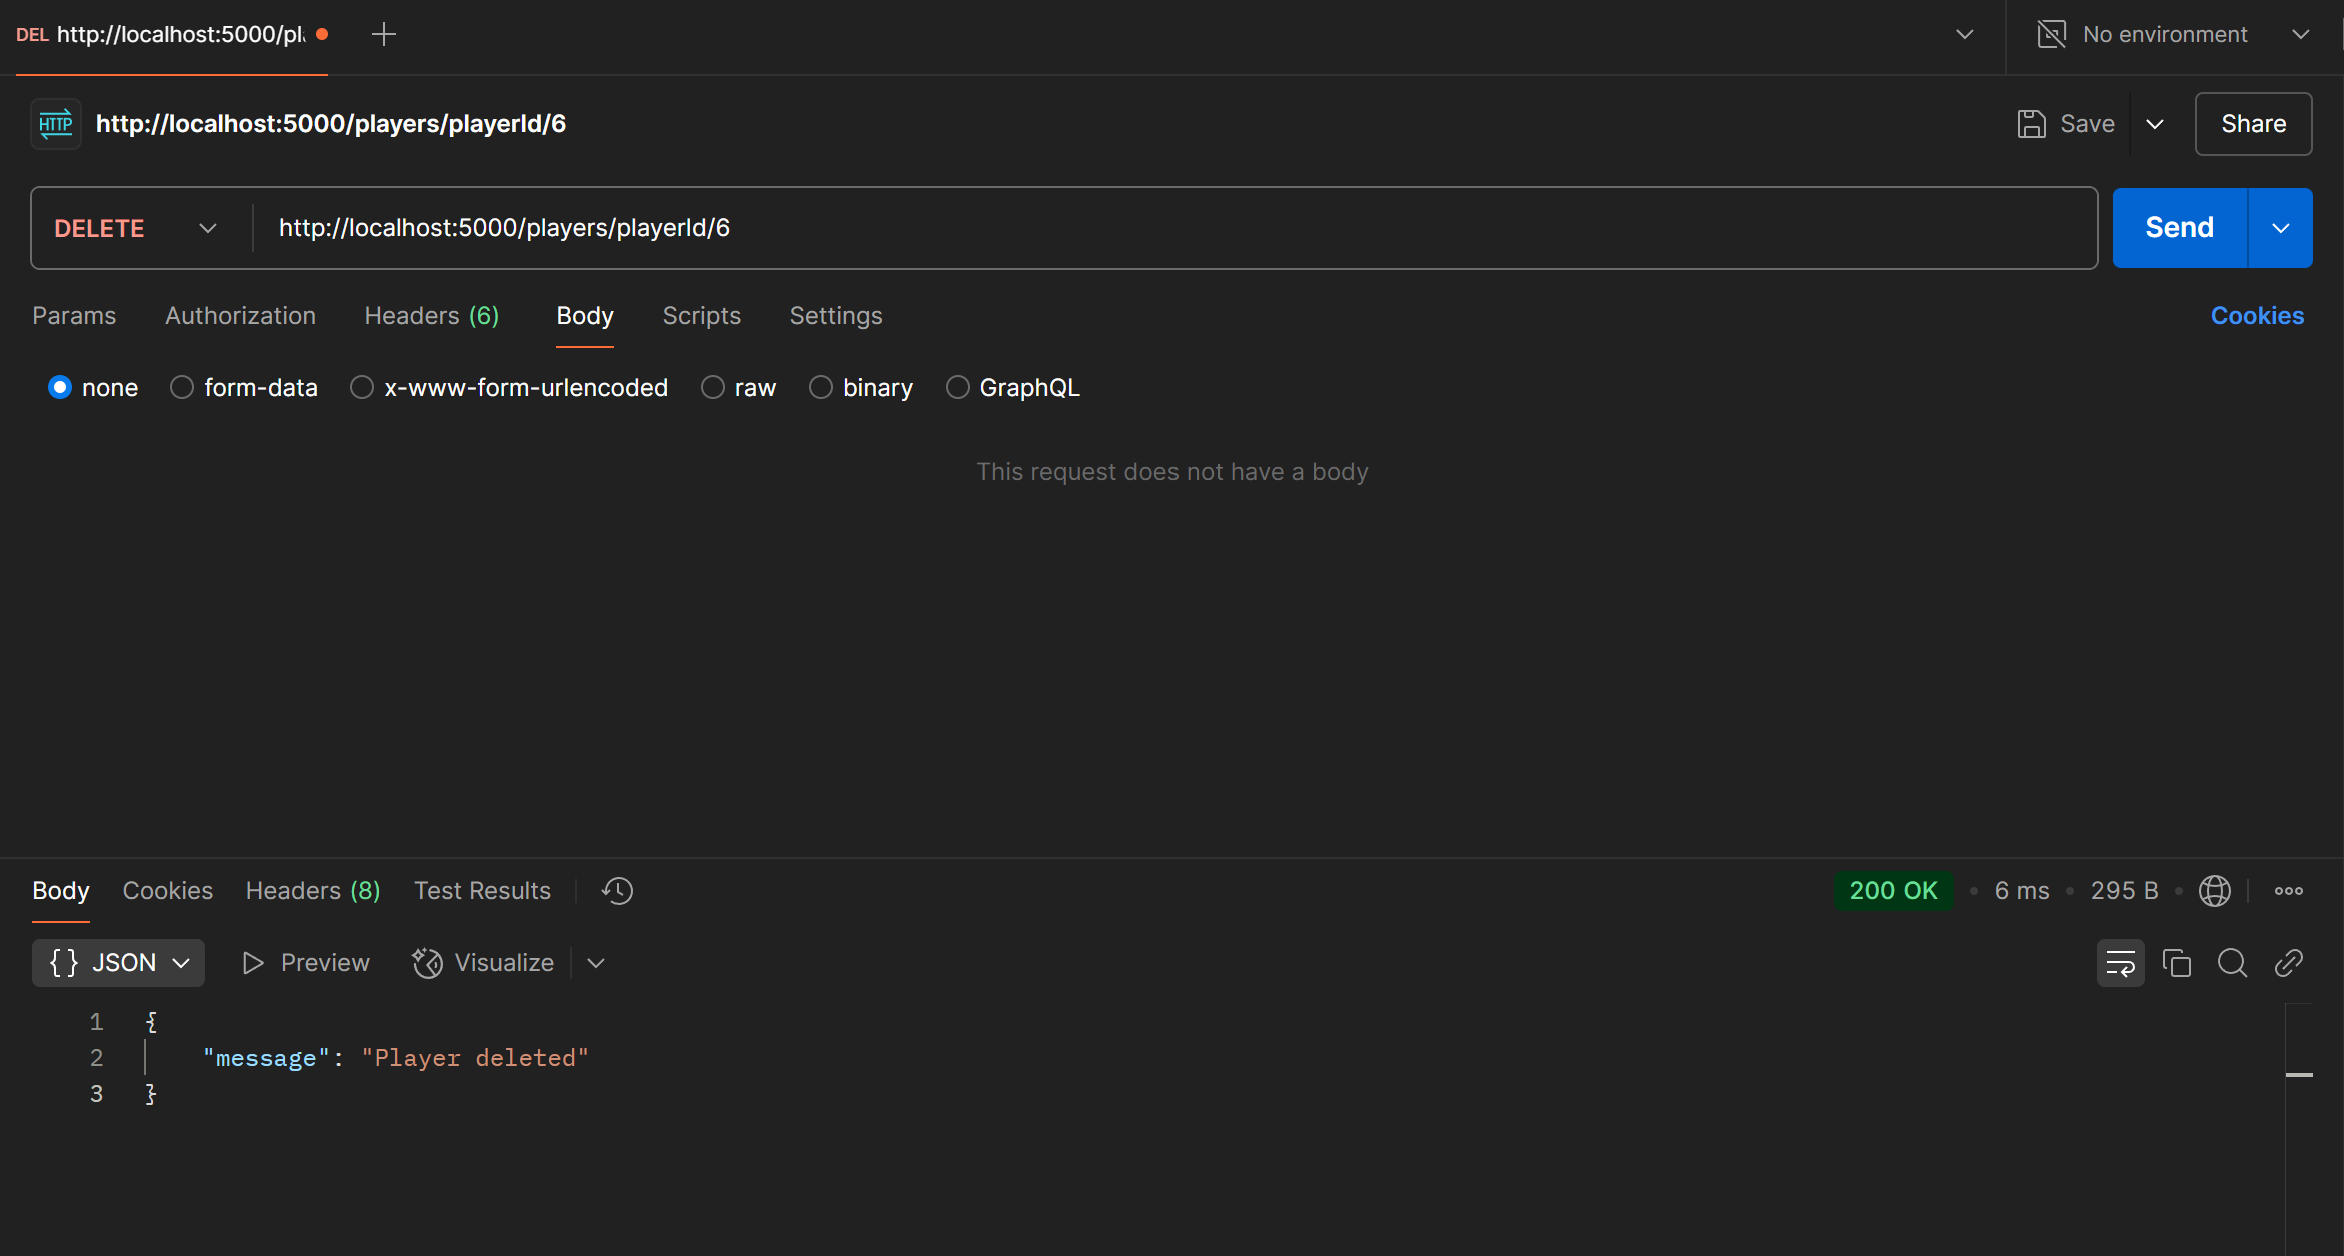 DEL http://localhost:5000/pl
No environment
HTTP http://localhost:5000/players/playerId/6
Save
Share
DELETE
http://localhost:5000/players/playerId/6
Send
Params
Authorization
Headers (6)
Body
Scripts
Settings
Cookies
none
form-data
x-www-form-urlencoded
raw
binary
GraphQL
This request does not have a body
Body
Cookies
Headers (8)
Test Results
200 OK
6 ms
295 B
{ } JSON
Preview
Visualize
1 {
2 "message": "Player deleted"
3 }